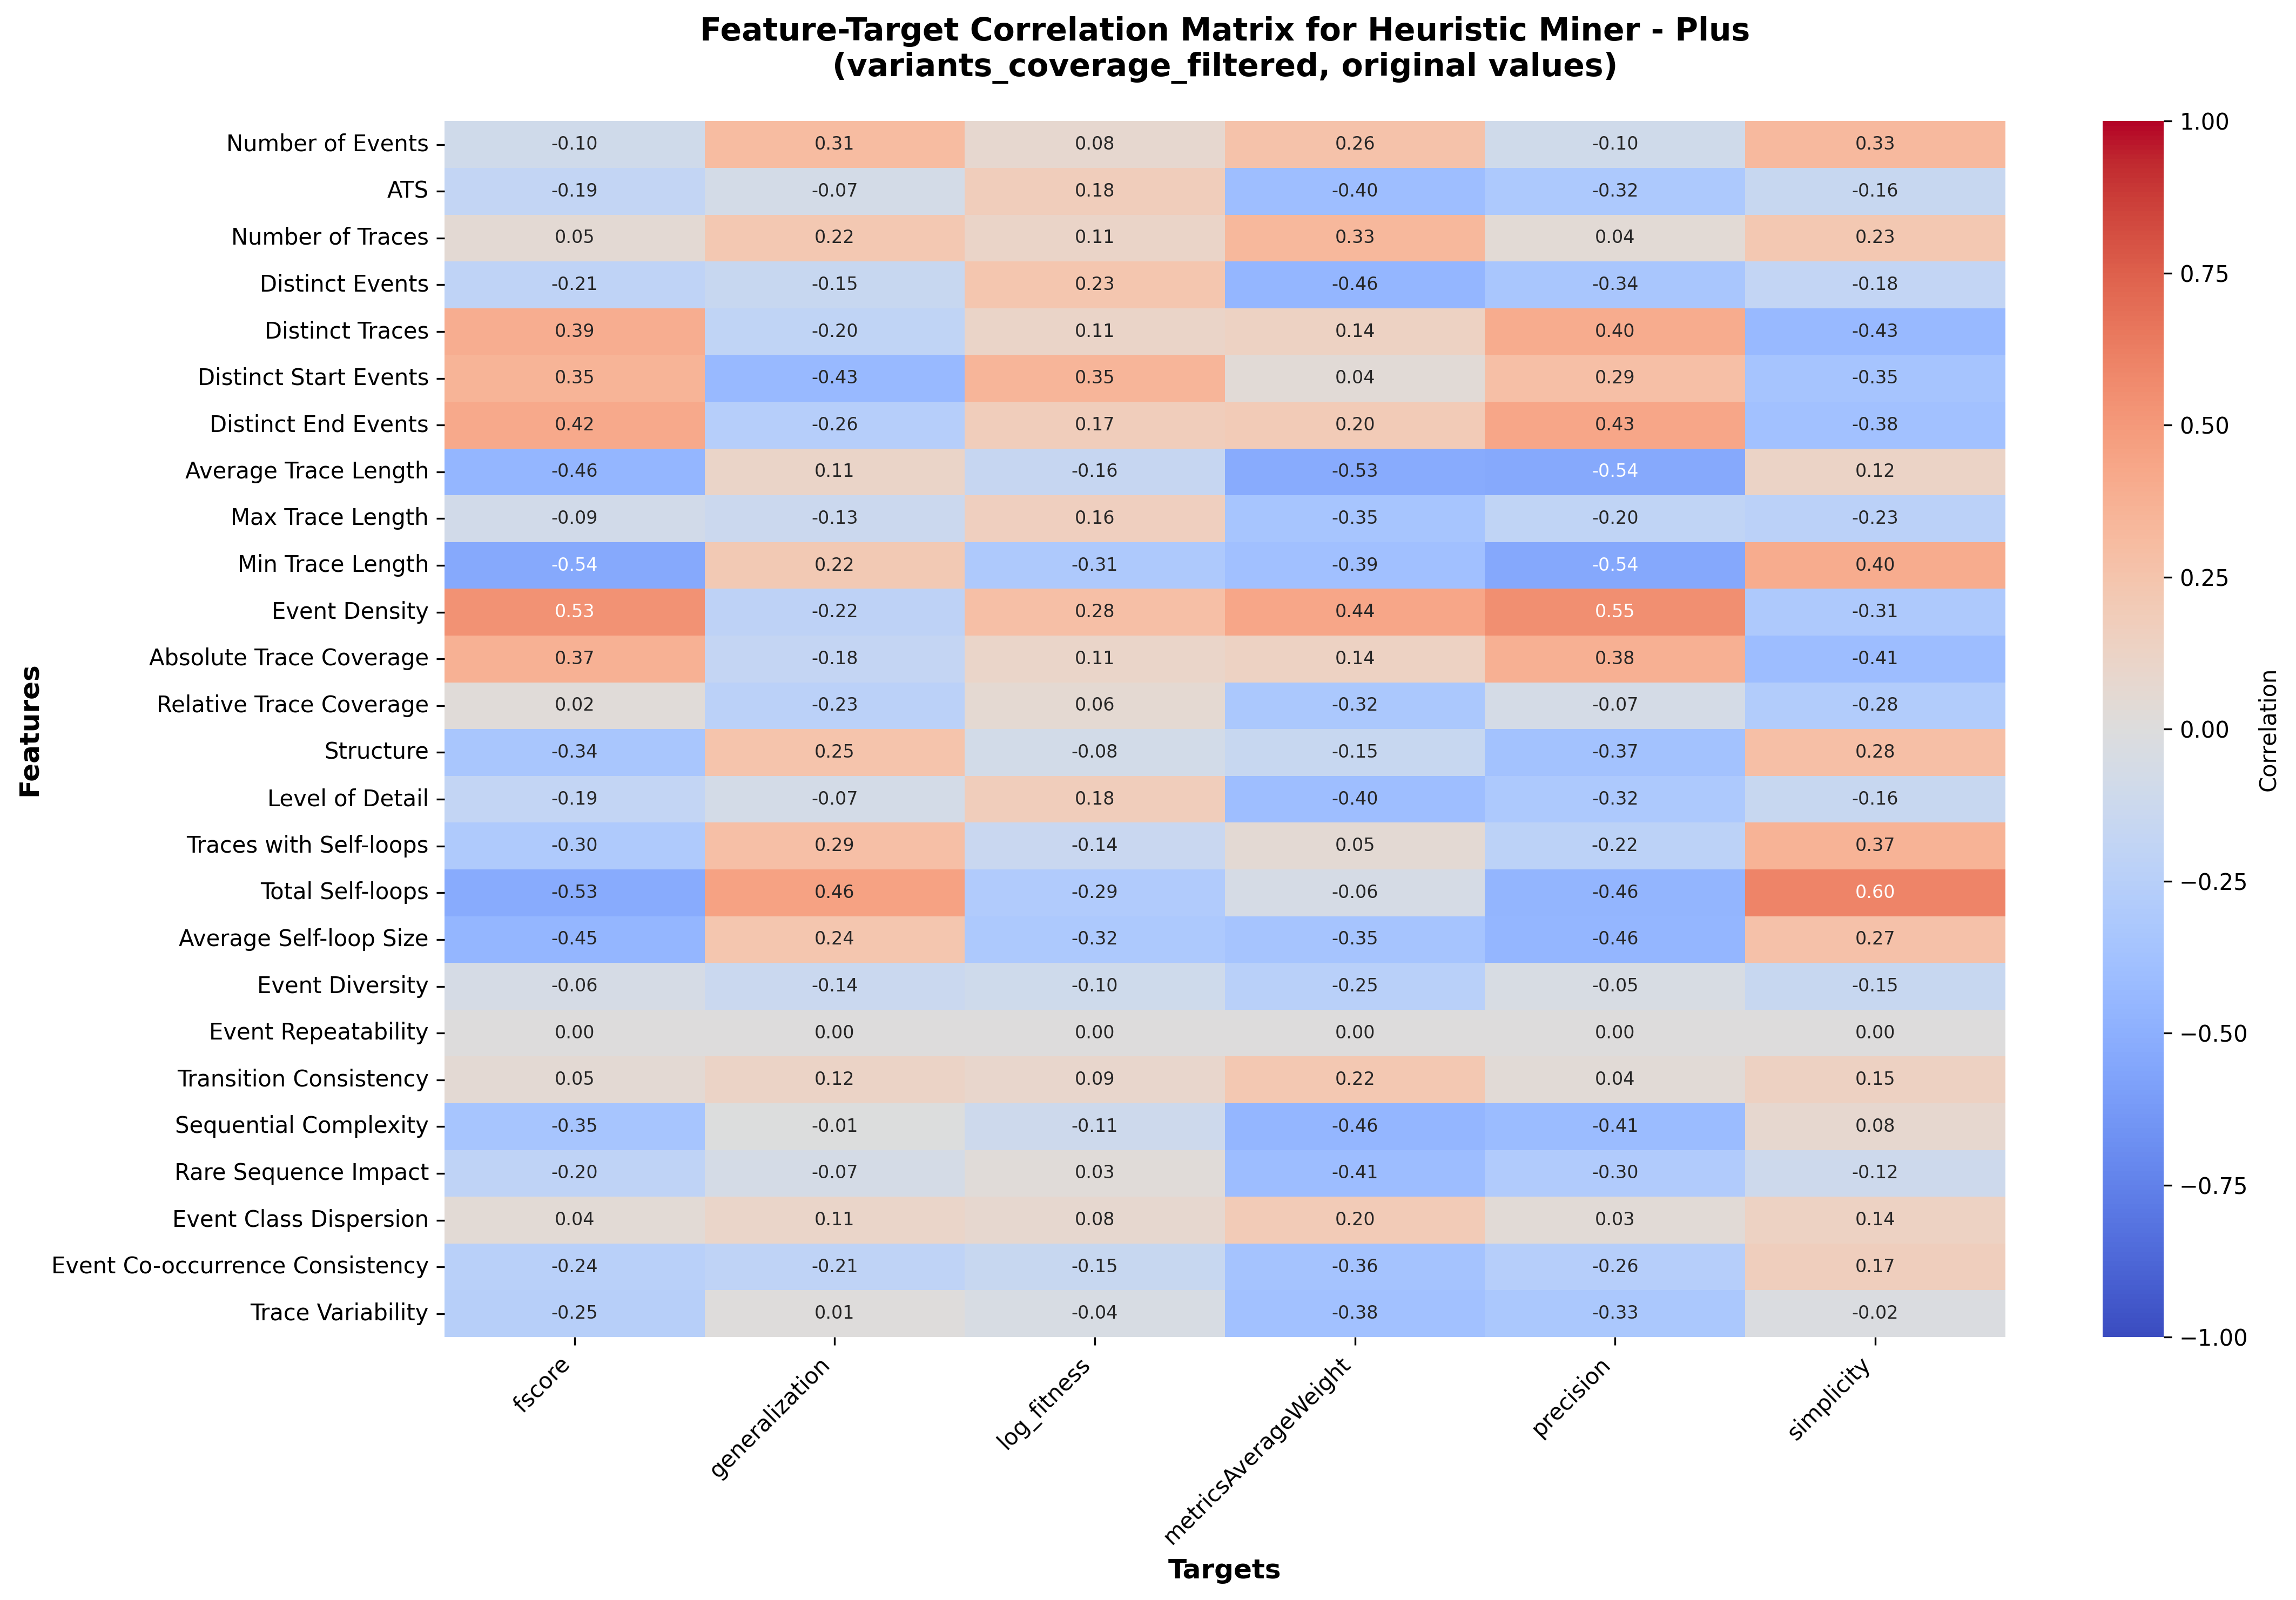 Feature-Target Correlation Matrix for Heuristic Miner - Plus
(variants_coverage_filtered, original values)
Features
Number of Events -0.10 0.31 0.08 0.26 -0.10 0.33
ATS -0.19 -0.07 0.18 -0.40 -0.32 -0.16
Number of Traces 0.05 0.22 0.11 0.33 0.04 0.23
Distinct Events -0.21 -0.15 0.23 -0.46 -0.34 -0.18
Distinct Traces 0.39 -0.20 0.11 0.14 0.40 -0.43
Distinct Start Events 0.35 -0.43 0.35 0.04 0.29 -0.35
Distinct End Events 0.42 -0.26 0.17 0.20 0.43 -0.38
Average Trace Length -0.46 0.11 -0.16 -0.53 -0.54 0.12
Max Trace Length -0.09 -0.13 0.16 -0.35 -0.20 -0.23
Min Trace Length -0.54 0.22 -0.31 -0.39 -0.54 0.40
Event Density 0.53 -0.22 0.28 0.44 0.55 -0.31
Absolute Trace Coverage 0.37 -0.18 0.11 0.14 0.38 -0.41
Relative Trace Coverage 0.02 -0.23 0.06 -0.32 -0.07 -0.28
Structure -0.34 0.25 -0.08 -0.15 -0.37 0.28
Level of Detail -0.19 -0.07 0.18 -0.40 -0.32 -0.16
Traces with Self-loops -0.30 0.29 -0.14 0.05 -0.22 0.37
Total Self-loops -0.53 0.46 -0.29 -0.06 -0.46 0.60
Average Self-loop Size -0.45 0.24 -0.32 -0.35 -0.46 0.27
Event Diversity -0.06 -0.14 -0.10 -0.25 -0.05 -0.15
Event Repeatability 0.00 0.00 0.00 0.00 0.00 0.00
Transition Consistency 0.05 0.12 0.09 0.22 0.04 0.15
Sequential Complexity -0.35 -0.01 -0.11 -0.46 -0.41 0.08
Rare Sequence Impact -0.20 -0.07 0.03 -0.41 -0.30 -0.12
Event Class Dispersion 0.04 0.11 0.08 0.20 0.03 0.14
Event Co-occurrence Consistency -0.24 -0.21 -0.15 -0.36 -0.26 0.17
Trace Variability -0.25 0.01 -0.04 -0.38 -0.33 -0.02
fscore generalization log_fitness metricsAverageWeight precision simplicity
Targets
1.00
0.75
0.50
0.25
0.00
−0.25
−0.50
−0.75
−1.00
Correlation